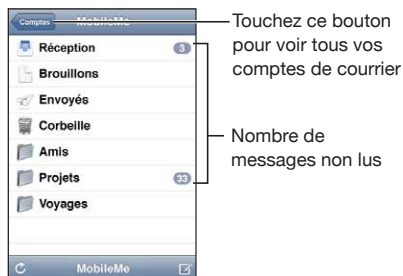 Comptes MobileMe
Réception 3
Brouillons
Envoyés
Corbeille
Amis
Projets 33
Voyages
MobileMe
Touchez ce bouton
pour voir tous vos
comptes de courrier
Nombre de
messages non lus